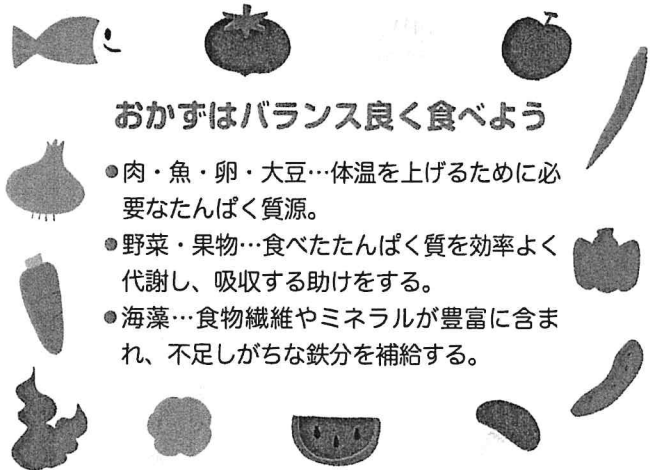 おかずはバランス良く食べよう
●肉・魚・卵・大豆…体温を上げるために必
要なたんぱく質源。
●野菜・果物…食べたたんぱく質を効率よく
代謝し、吸収する助けをする。
●海藻…食物繊維やミネラルが豊富に含ま
れ、不足しがちな鉄分を補給する。